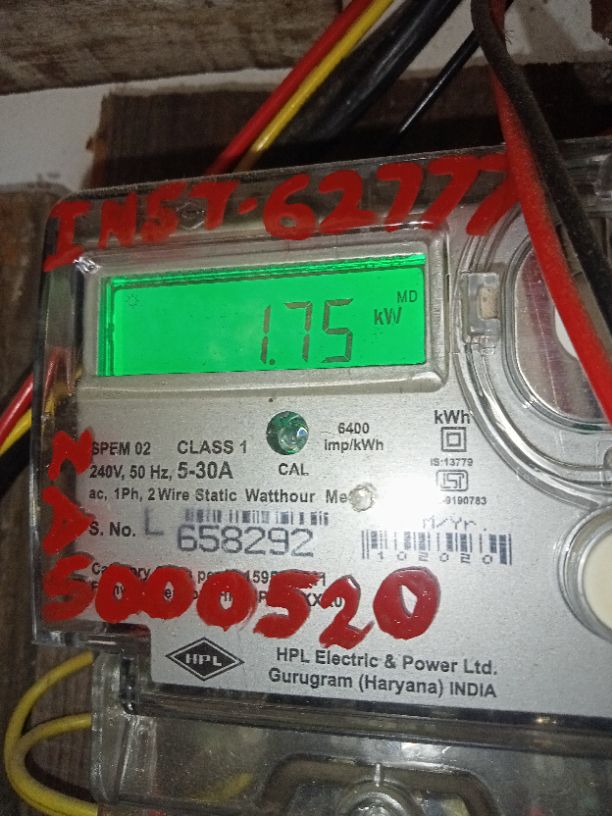 INST-62777
MD
1.75 kW
SPEM 02 CLASS 1
6400 imp/kWh
kWh
240V, 50 Hz, 5-30A
CAL
IS:13779
ac, 1Ph, 2 Wire Static Watthour
-9190783
S. No. L 658292
M/Yr.
102020
5000520
HPL
HPL Electric & Power Ltd.
Gurugram (Haryana) INDIA